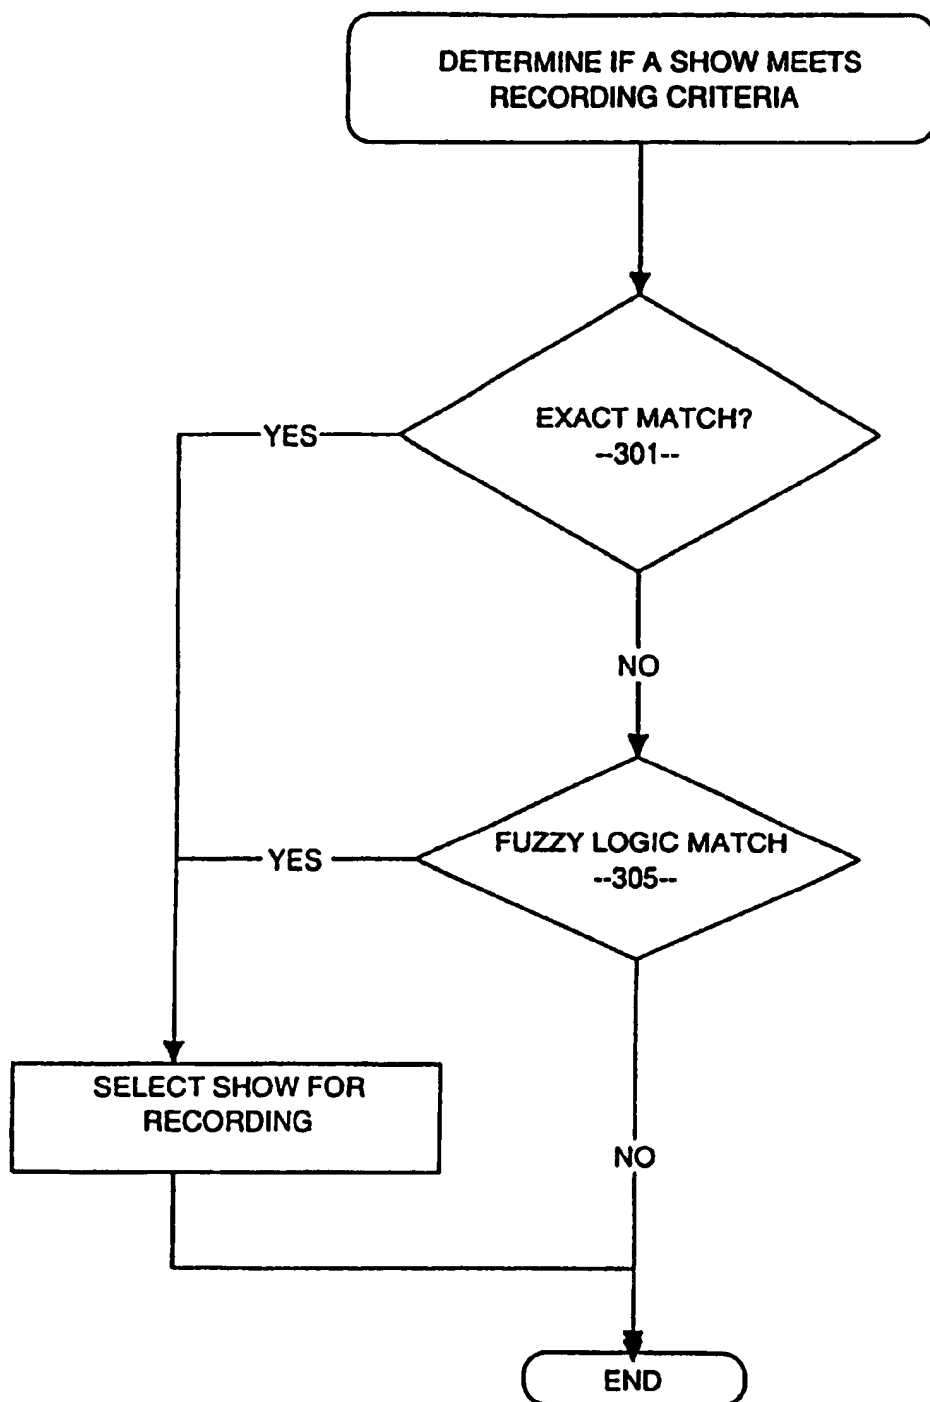 DETERMINE IF A SHOW MEETS
RECORDING CRITERIA
EXACT MATCH?
--301--
YES
NO
FUZZY LOGIC MATCH
--305--
YES
SELECT SHOW FOR
RECORDING
NO
END